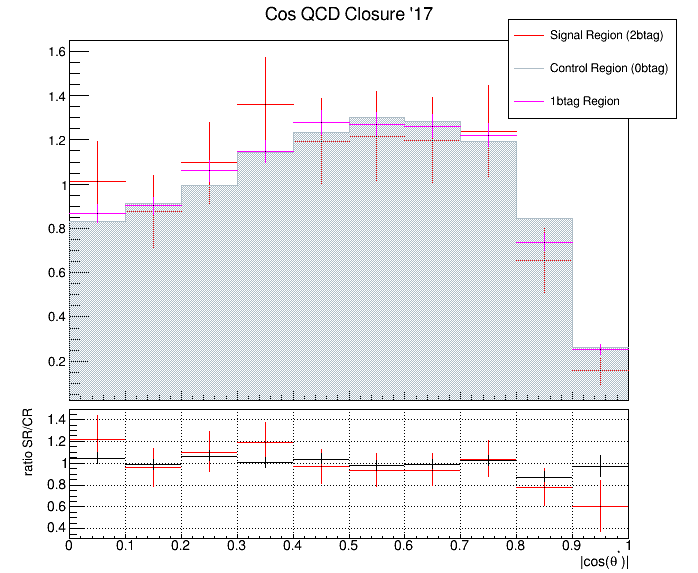 Cos QCD Closure '17
Signal Region (2btag)
Control Region (0btag)
1btag Region
1.6
1.4
1.2
1
0.8
0.6
0.4
0.2
ratio SR/CR
1.4
1.2
1
0.8
0.6
0.4
0 0.1 0.2 0.3 0.4 0.5 0.6 0.7 0.8 0.9 1
|cos(θ*)|